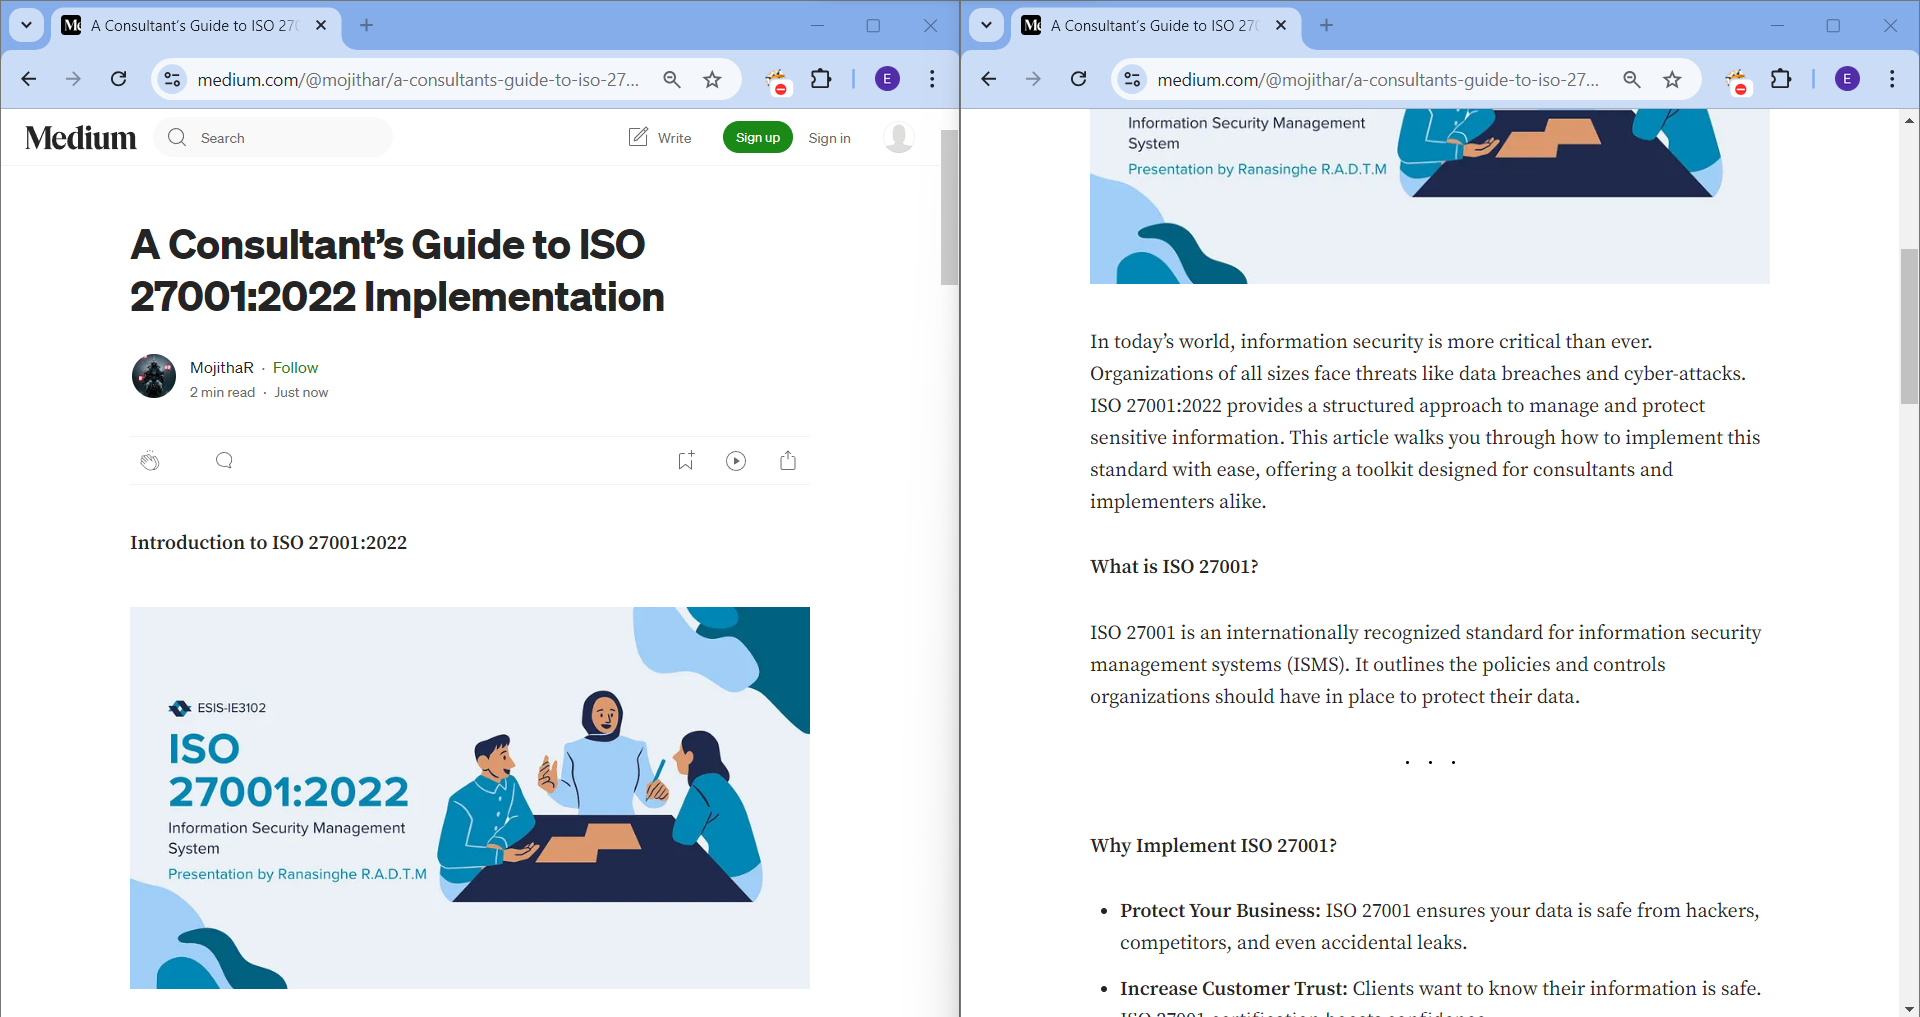 A Consultant's Guide to ISO 27
medium.com/@mojithar/a-consultants-guide-to-iso-27...
E
Medium
Search
Write
Sign up
Sign in
A Consultant’s Guide to ISO
27001:2022 Implementation
MojithaR · Follow
2 min read · Just now
Introduction to ISO 27001:2022
ESIS-IE3102
ISO
27001:2022
Information Security Management
System
Presentation by Ranasinghe R.A.D.T.M
A Consultant's Guide to ISO 27
medium.com/@mojithar/a-consultants-guide-to-iso-27...
E
Information Security Management
System
Presentation by Ranasinghe R.A.D.T.M
In today’s world, information security is more critical than ever.
Organizations of all sizes face threats like data breaches and cyber-attacks.
ISO 27001:2022 provides a structured approach to manage and protect
sensitive information. This article walks you through how to implement this
standard with ease, offering a toolkit designed for consultants and
implementers alike.
What is ISO 27001?
ISO 27001 is an internationally recognized standard for information security
management systems (ISMS). It outlines the policies and controls
organizations should have in place to protect their data.
. . .
Why Implement ISO 27001?
• Protect Your Business: ISO 27001 ensures your data is safe from hackers,
competitors, and even accidental leaks.
• Increase Customer Trust: Clients want to know their information is safe.